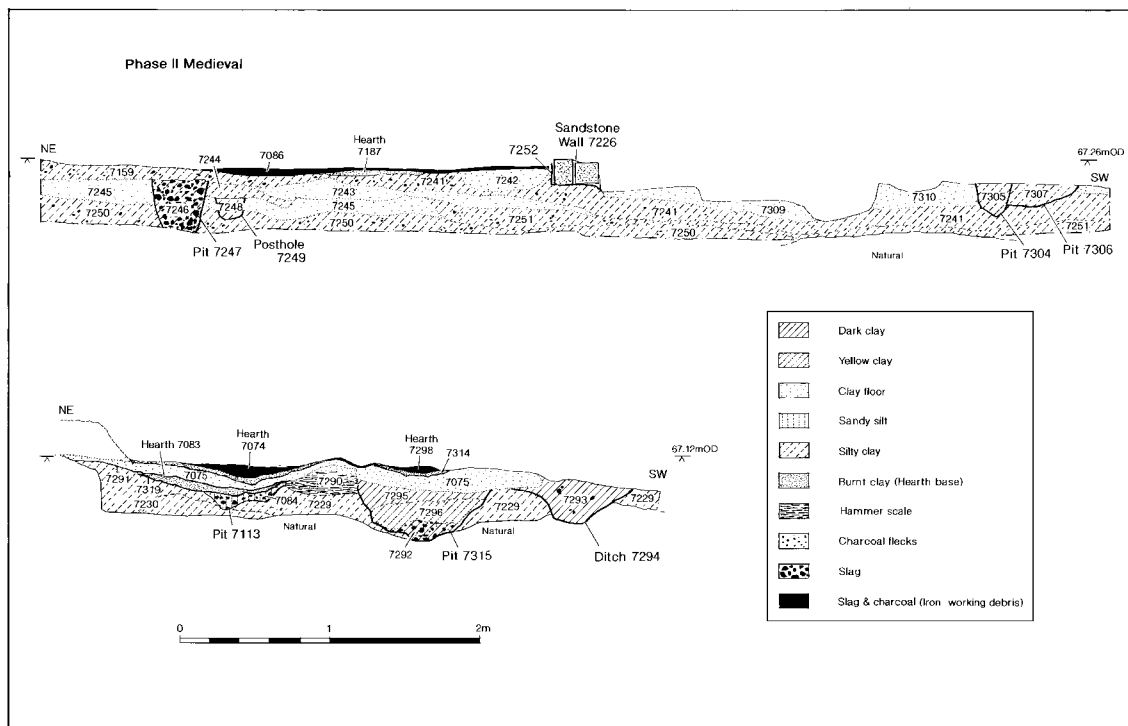 Phase II Medieval
NE
7159
7245
7250
7244
7246
Pit 7247
7248
Posthole
7249
7086
Hearth
7187
7243
7245
7250
7241
7242
7251
7252
Sandstone
Wall 7226
7241
7250
7309
7310
7241
Natural
7305
7307
7251
Pit 7304
Pit 7306
67.26mOD
SW
NE
Hearth 7083
Hearth
7074
7291
7319
7230
7075
7084
Pit 7113
7229
Natural
7290
Hearth
7298
7314
7295
7075
7296
7292
Pit 7315
7229
Natural
7293
Ditch 7294
7229
67.12mOD
SW
Dark clay
Yellow clay
Clay floor
Sandy silt
Silty clay
Burnt clay (Hearth base)
Hammer scale
Charcoal flecks
Slag
Slag & charcoal (Iron working debris)
0 1 2m